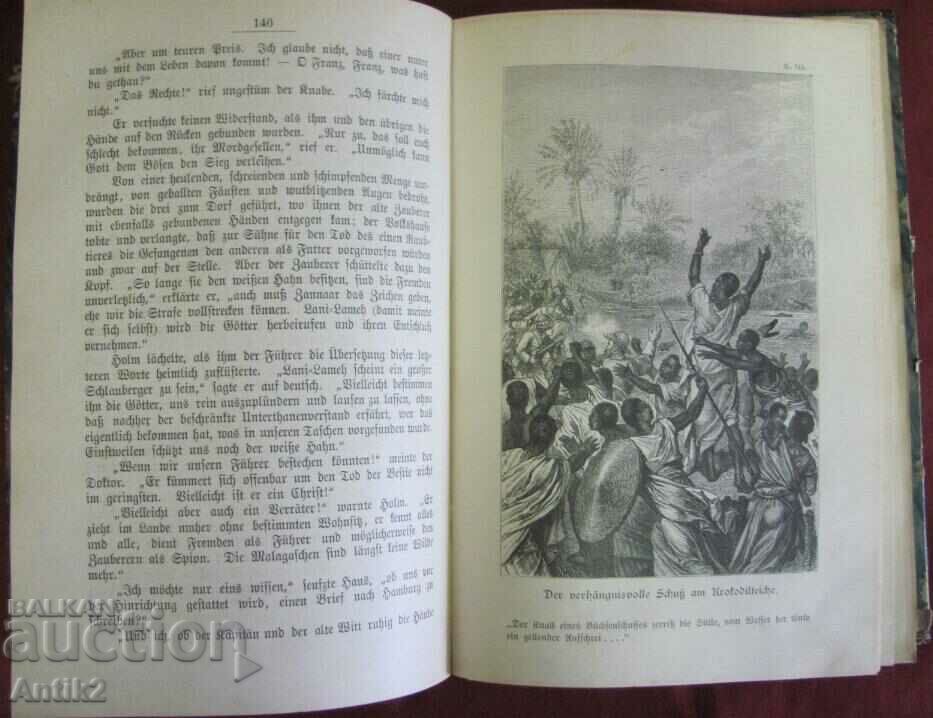 140
„Aber um teuren Preis. Ich glaube nicht, daß einer unter
uns mit dem Leben davon kommt! — O Franz, Franz, was hast
du gethan?“
„Das Rechte!“ rief ungestüm der Knabe. „Ich fürchte mich
nicht.“
Er versuchte keinen Widerstand, als ihm und den übrigen die
Hände auf den Rücken gebunden wurden. „Nur zu, das soll euch
schlecht bekommen, ihr Mordgesellen,“ rief er. „Unmöglich kann
Gott dem Bösen den Sieg verleihen.“
Von einer heulenden, schreienden und schimpfenden Menge um-
drängt, von geballten Fäusten und wutblitzenden Augen bedroht,
wurden die drei zum Dorf geführt, wo ihnen der alte Zauberer
mit ebenfalls gebundenen Händen entgegen kam; der Volkshaufe
tobte und verlangte, daß zur Sühne für den Tod des einen Raub-
tieres die Gefangenen den anderen als Futter vorgeworfen würden
und zwar auf der Stelle. Aber der Zauberer schüttelte dazu den
Kopf. „So lange sie den weißen Hahn besitzen, sind die Fremden
unverletzlich,“ erklärte er, „auch muß Zannaar das Zeichen geben,
ehe wir die Strafe vollstrecken können. Lani-Lameh (damit meinte
er sich selbst) wird die Götter herbeirufen und ihren Entschluß
vernehmen.“
Holm lächelte, als ihm der Führer die Übersetzung dieser letz-
teren Worte heimlich zuflüsterte. „Lani-Lameh scheint ein großer
Schlauberger zu sein,“ sagte er auf deutsch. „Vielleicht bestimmen
ihn die Götter, uns rein auszuplündern und laufen zu lassen, ohne
daß nachher der beschränkte Unterthanenverstand erführt, wer das
eigentlich bekommen hat, was in unseren Taschen vorgefunden wurde.
Einstweilen schützt uns noch der weiße Hahn.“
„Wenn wir unsern Führer bestechen könnten!“ meinte der
Doktor. „Er kümmert sich offenbar um den Tod der Bestie nicht
im geringsten. Vielleicht ist er ein Christ!“
„Vielleicht aber auch ein Verräter!“ warnte Holm. „Er
zieht im Lande umher ohne bestimmten Wohnsitz, er kennt alles
und alle, dient Fremden als Führer und möglicherweise den
Zauberern als Spion. Die Malagaschen sind längst keine Wilde
mehr.“
„Ich möchte nur eins wissen,“ seufzte Hans, „ob uns vor
der Hinrichtung gestattet wird, einen Brief nach Hamburg zu
schreiben?“
„Und ich, ob der Kapitän und der alte Witt ruhig die Hände
Der verhängnisvolle Schuß am Krokodilteiche.
„Der Knall eines Büchsenschusses zerriß die Stille, vom Wasser her tönte
ein gellender Aufschrei . . . .“
BALKAN
auction
Antik2